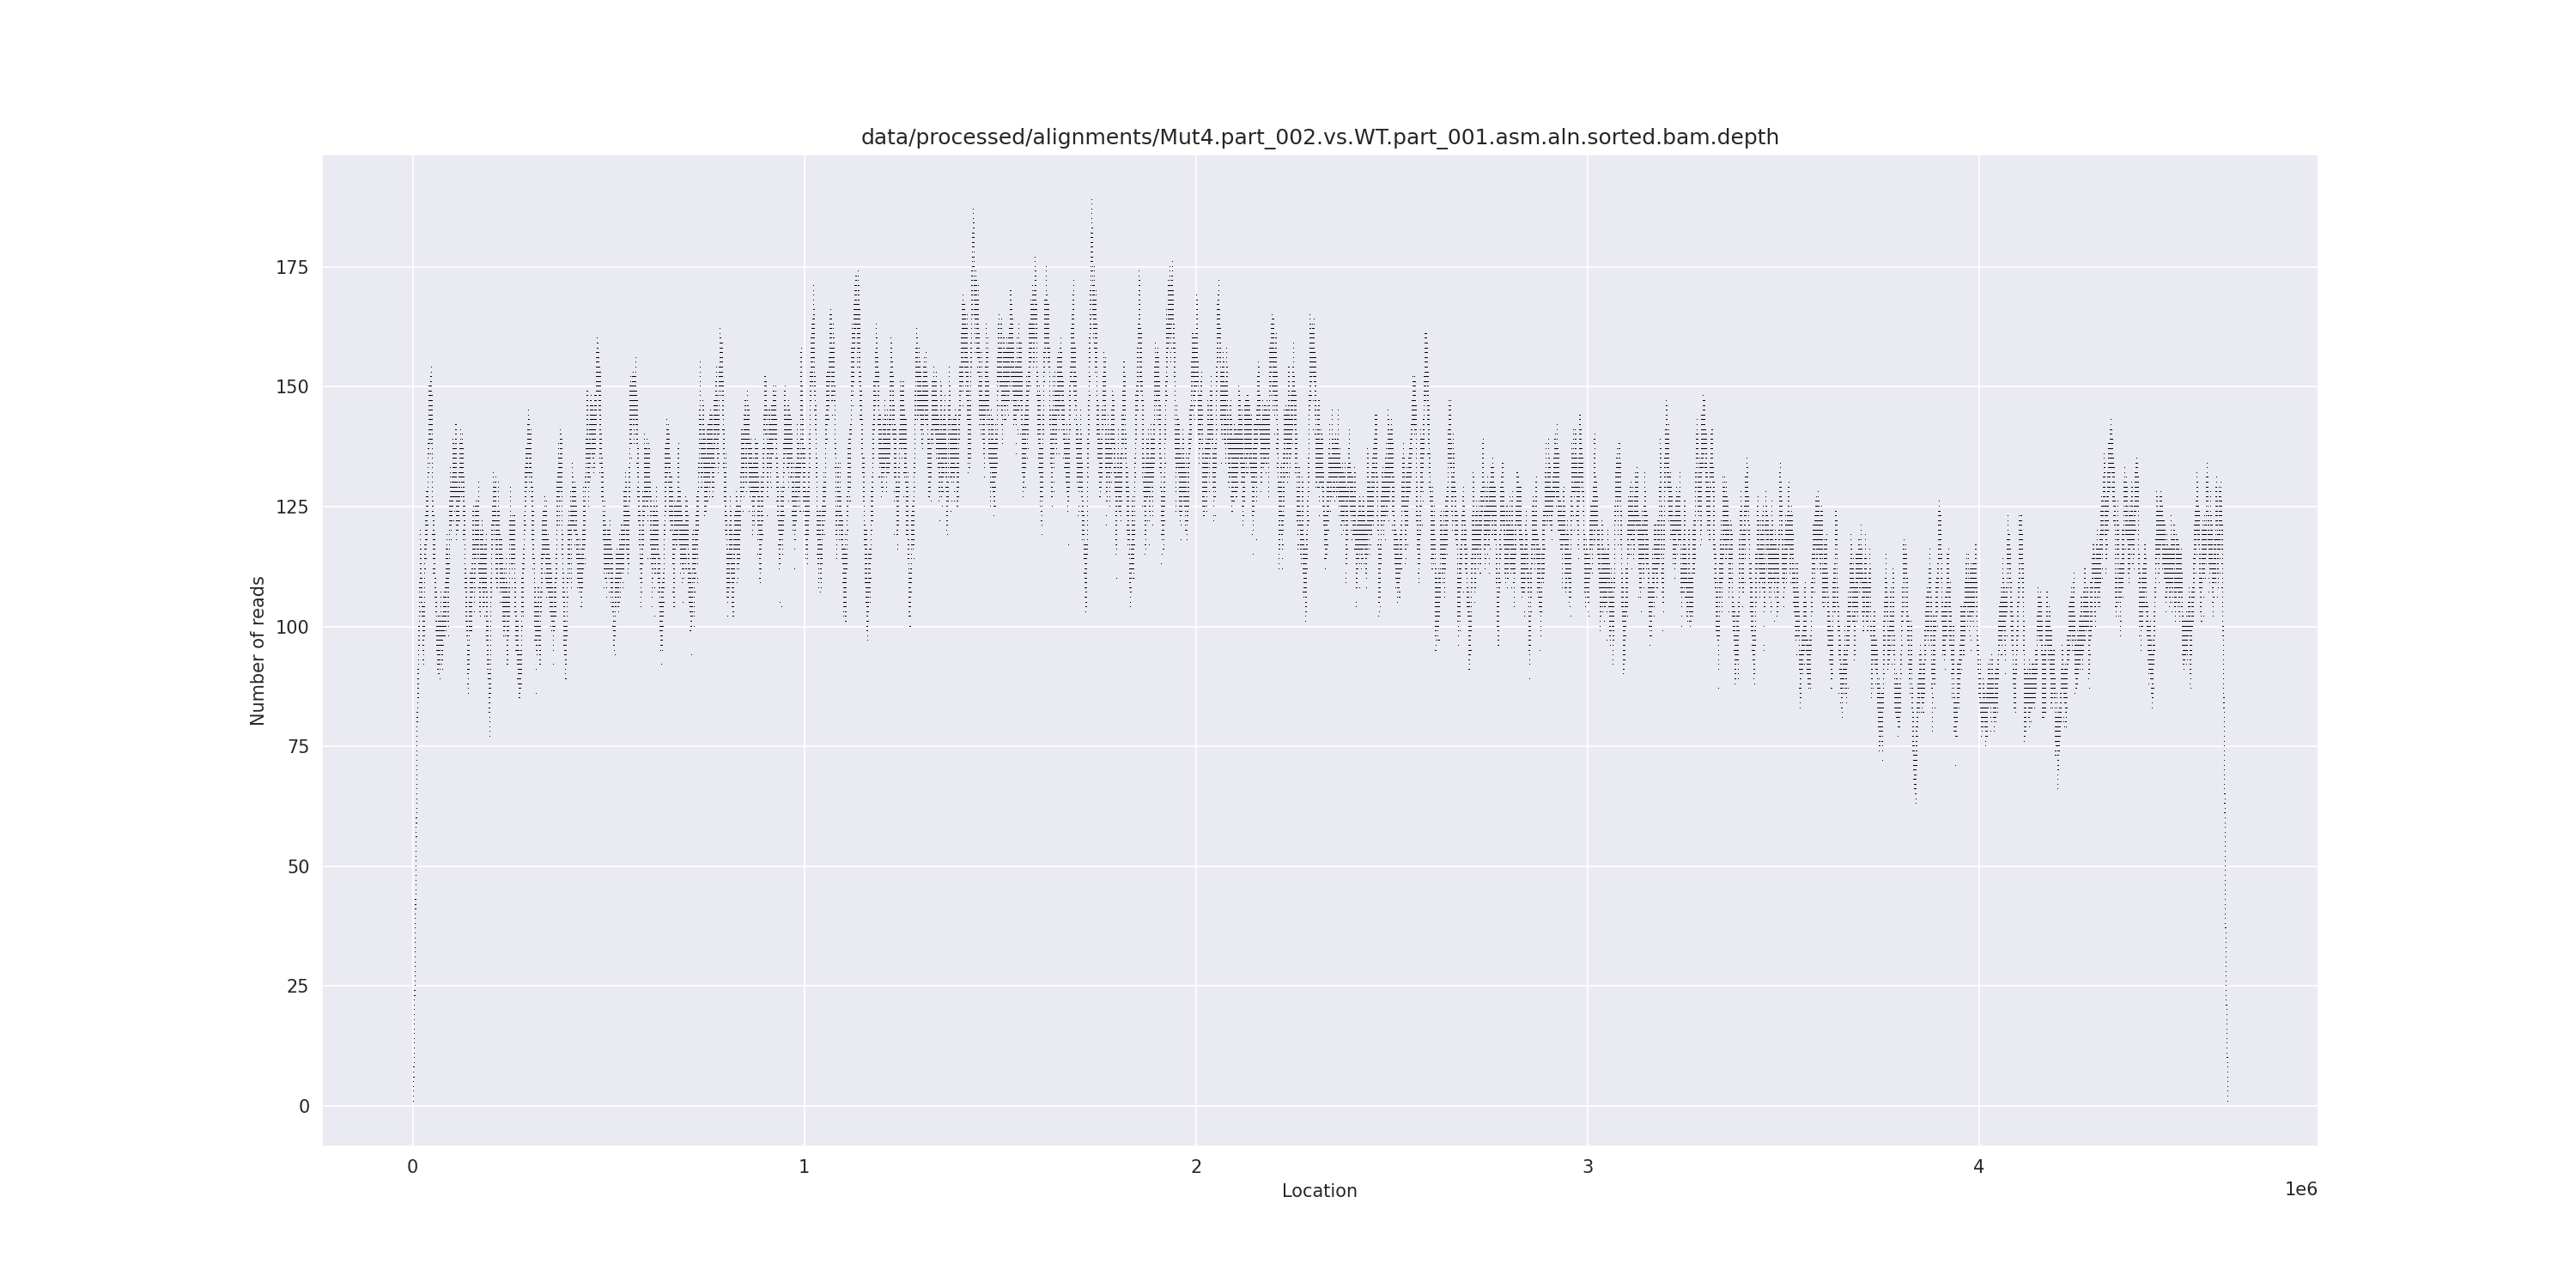 data/processed/alignments/Mut4.part_002.vs.WT.part_001.asm.aln.sorted.bam.depth
Number of reads
175
150
125
100
75
50
25
0
0 1 2 3 4
Location
1e6